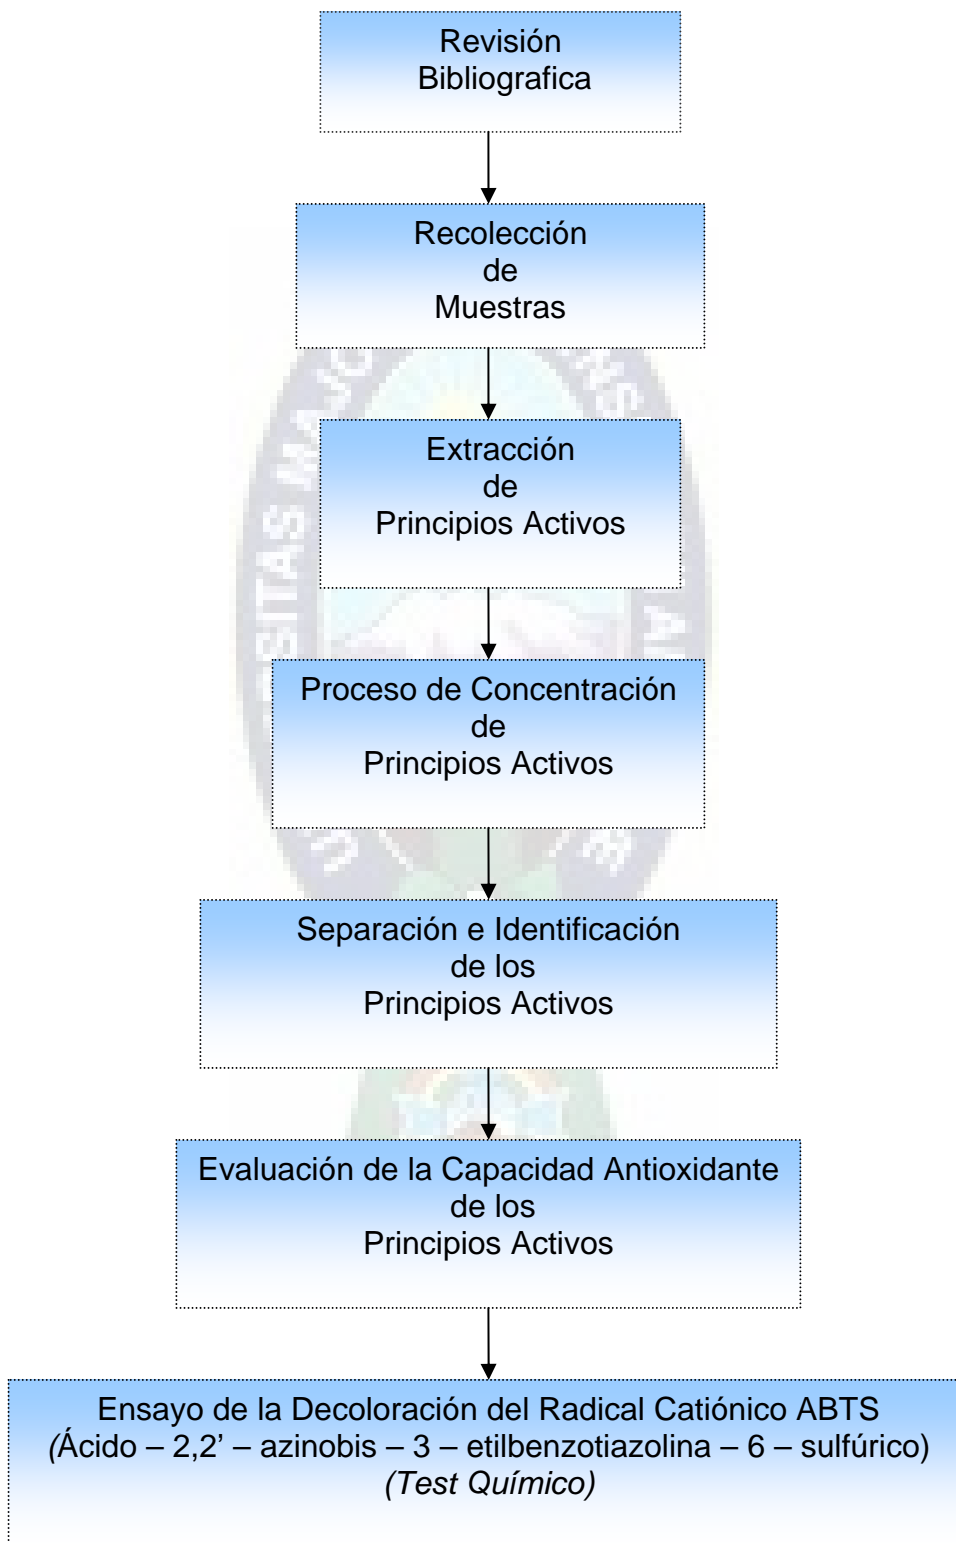 Revisión
Bibliografica
Recolección
de
Muestras
Extracción
de
Principios Activos
Proceso de Concentración
de
Principios Activos
Separación e Identificación
de los
Principios Activos
Evaluación de la Capacidad Antioxidante
de los
Principios Activos
Ensayo de la Decoloración del Radical Catiónico ABTS
(Ácido – 2,2’ – azinobis – 3 – etilbenzotiazolina – 6 – sulfúrico)
(Test Químico)